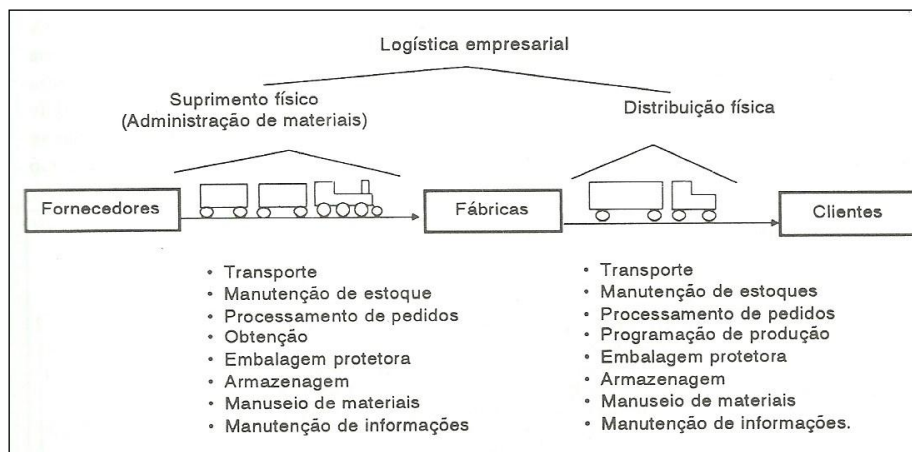 Logística empresarial
Suprimento físico
(Administração de materiais)
Distribuição física
Fornecedores
Fábricas
Clientes
• Transporte
• Manutenção de estoque
• Processamento de pedidos
• Obtenção
• Embalagem protetora
• Armazenagem
• Manuseio de materiais
• Manutenção de informações
• Transporte
• Manutenção de estoques
• Processamento de pedidos
• Programação de produção
• Embalagem protetora
• Armazenagem
• Manuseio de materiais
• Manutenção de informações.